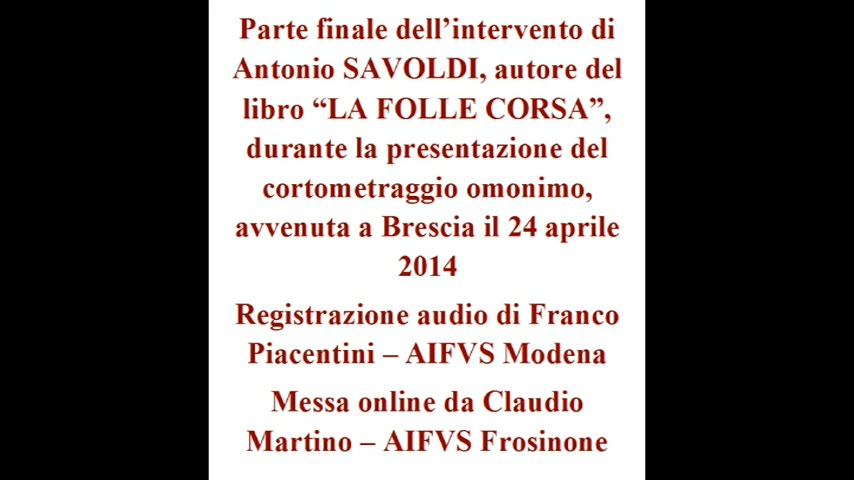 Parte finale dell’intervento di
Antonio SAVOLDI, autore del
libro “LA FOLLE CORSA”,
durante la presentazione del
cortometraggio omonimo,
avvenuta a Brescia il 24 aprile
2014
Registrazione audio di Franco
Piacentini – AIFVS Modena
Messa online da Claudio
Martino – AIFVS Frosinone